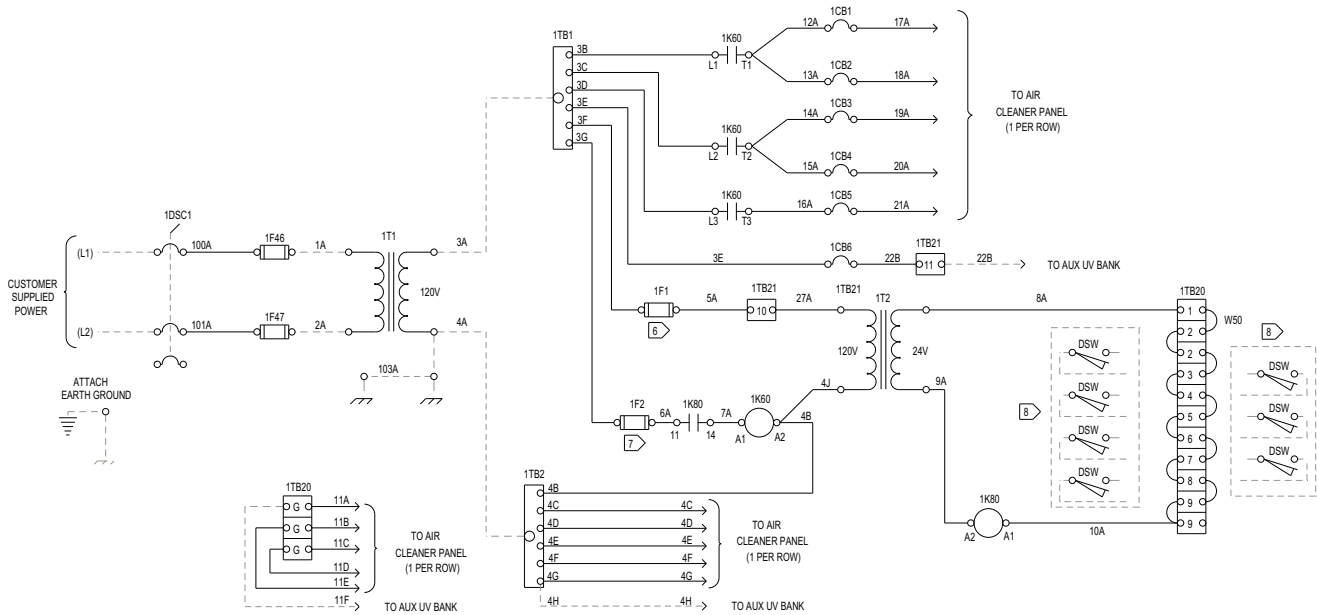 1TB1
3B
3C
3D
3E
3F
3G
L1
1K60
T1
12A
1CB1
17A
13A
1CB2
18A
L2
1K60
T2
14A
1CB3
19A
15A
1CB4
20A
L3
1K60
T3
16A
1CB5
21A
TO AIR
CLEANER PANEL
(1 PER ROW)
3E
1CB6
22B
1TB21
11
22B
TO AUX UV BANK
CUSTOMER
SUPPLIED
POWER
(L1)
(L2)
1DSC1
100A
101A
1F46
1F47
1A
2A
1T1
120V
3A
4A
103A
ATTACH
EARTH GROUND
1F1
6
5A
1TB21
10
27A
1TB21
1T2
120V
24V
4J
8A
9A
1F2
7
6A
1K80
11
14
7A
1K60
A1
A2
4B
1TB20
W50
1
2
2
3
4
5
6
7
8
9
9
8
DSW
DSW
DSW
DSW
8
DSW
DSW
DSW
1K80
A2
A1
10A
1TB2
4B
4C
4D
4E
4F
4G
4H
4C
4D
4E
4F
4G
4H
TO AIR
CLEANER PANEL
(1 PER ROW)
TO AUX UV BANK
1TB20
G
G
G
11A
11B
11C
11D
11E
11F
TO AIR
CLEANER PANEL
(1 PER ROW)
TO AUX UV BANK